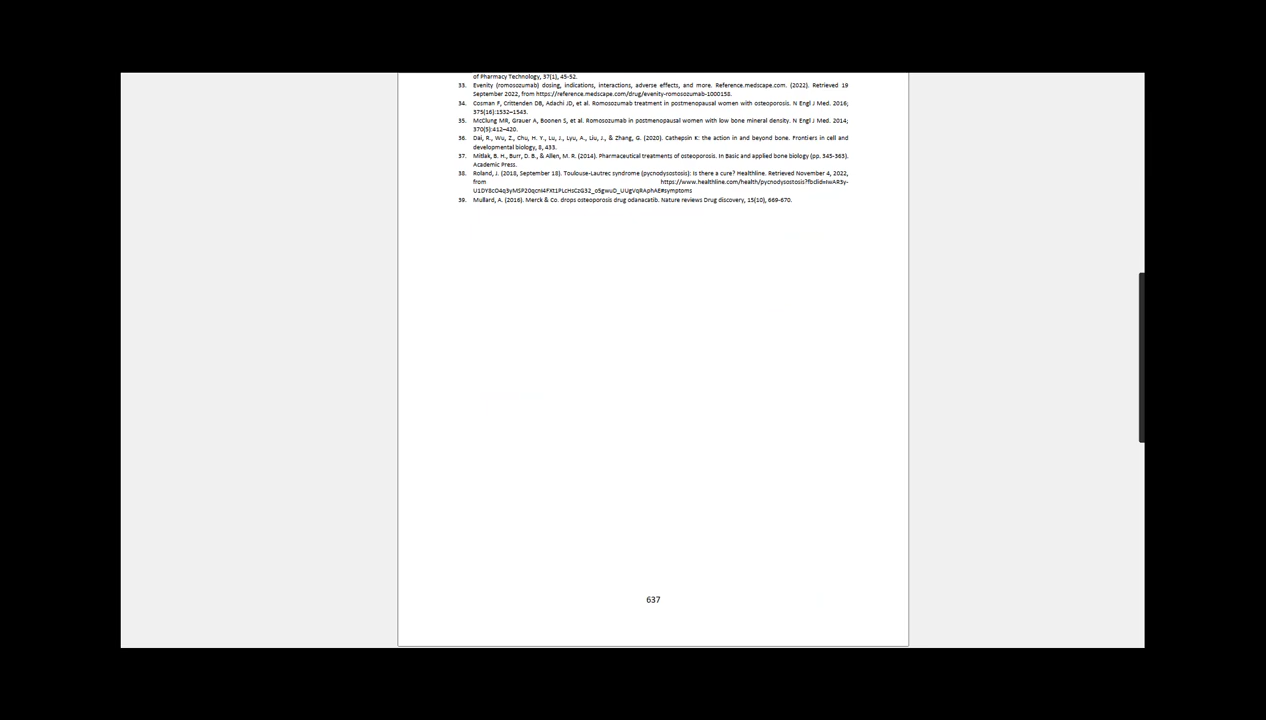 of Pharmacy Technology, 37(1), 45-52.
33. Evenity (romosozumab) dosing, indications, interactions, adverse effects, and more. Reference.medscape.com. (2022). Retrieved 19
September 2022, from https://reference.medscape.com/drug/evenity-romosozumab-1000158.
34. Cosman F, Crittenden DB, Adachi JD, et al. Romosozumab treatment in postmenopausal women with osteoporosis. N Engl J Med. 2016;
375(16):1532–1543.
35. McClung MR, Grauer A, Boonen S, et al. Romosozumab in postmenopausal women with low bone mineral density. N Engl J Med. 2014;
370(5):412–420.
36. Dai, R., Wu, Z., Chu, H. Y., Lu, J., Lyu, A., Liu, J., & Zhang, G. (2020). Cathepsin K: the action in and beyond bone. Frontiers in cell and
developmental biology, 8, 433.
37. Mitlak, B. H., Burr, D. B., & Allen, M. R. (2014). Pharmaceutical treatments of osteoporosis. In Basic and applied bone biology (pp. 345-363).
Academic Press.
38. Roland, J. (2018, September 18). Toulouse-Lautrec syndrome (pycnodysostosis): Is there a cure? Healthline. Retrieved November 4, 2022,
from https://www.healthline.com/health/pycnodysostosis?fbclid=IwAR3y-
39. Mullard, A. (2016). Merck & Co. drops osteoporosis drug odanacatib. Nature reviews Drug discovery, 15(10), 669-670.
637